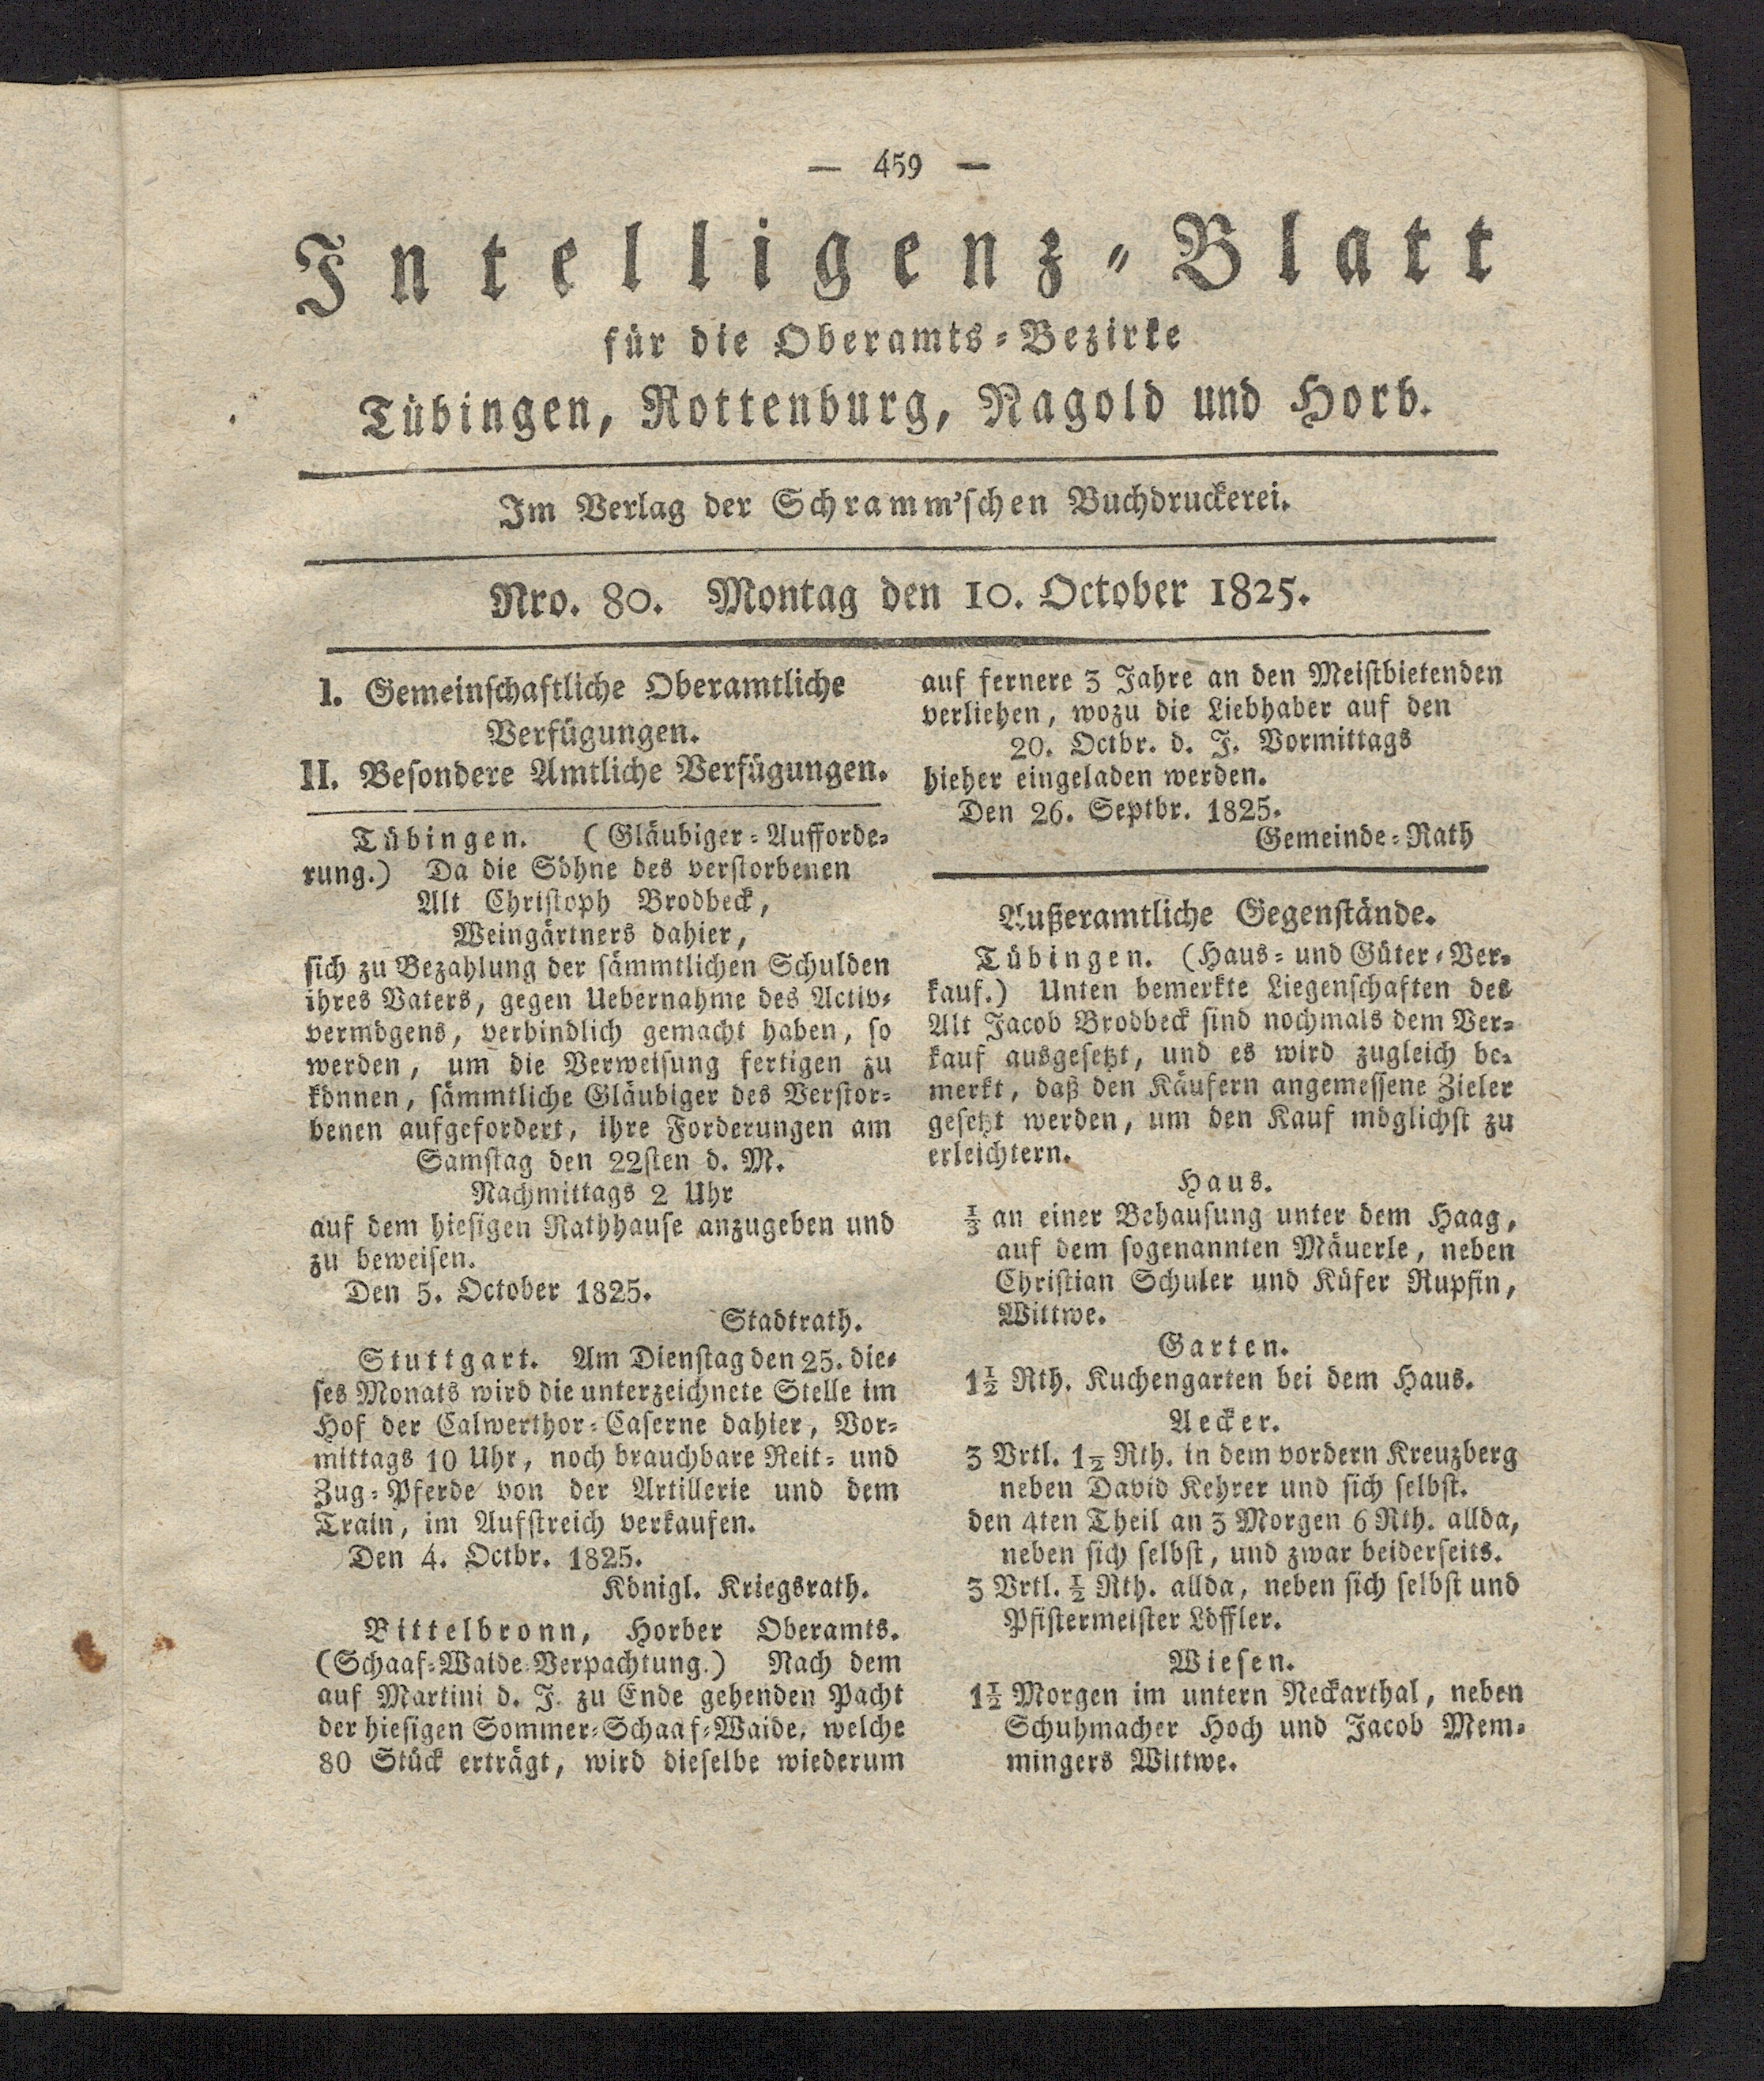 — 459 —
Intelligenz-Blatt
für die Oberamts-Bezirke
Tübingen, Rottenburg, Nagold und Horb.
Im Verlag der Schramm'schen Buchdruckerei.
Nro. 80. Montag den 10. October 1825.
I. Gemeinschaftliche Oberamtliche
Verfügungen.
II. Besondere Amtliche Verfügungen.
Tübingen. (Gläubiger-Aufforde-
rung.) Da die Söhne des verstorbenen
Alt Christoph Brodbeck,
Weingärtners dahier,
sich zu Bezahlung der sämmtlichen Schulden
ihres Vaters, gegen Uebernahme des Activ-
vermögens, verbindlich gemacht haben, so
werden, um die Verweisung fertigen zu
können, sämmtliche Gläubiger des Verstor-
benen aufgefordert, ihre Forderungen am
Samstag den 22sten d. M.
Nachmittags 2 Uhr
auf dem hiesigen Rathhause anzugeben und
zu beweisen.
Den 5. October 1825.
Stadtrath.
Stuttgart. Am Dienstag den 25. die-
ses Monats wird die unterzeichnete Stelle im
Hof der Calwerthor-Caserne dahier, Vor-
mittags 10 Uhr, noch brauchbare Reit- und
Zug-Pferde von der Artillerie und dem
Train, im Aufstreich verkaufen.
Den 4. Octbr. 1825.
Königl. Kriegsrath.
Bittelbronn, Horber Oberamts.
(Schaaf-Waide-Verpachtung.) Nach dem
auf Martini d. J. zu Ende gehenden Pacht
der hiesigen Sommer-Schaaf-Waide, welche
80 Stück erträgt, wird dieselbe wiederum
auf fernere 3 Jahre an den Meistbietenden
verliehen, wozu die Liebhaber auf den
20. Octbr. d. J. Vormittags
hieher eingeladen werden.
Den 26. Septbr. 1825.
Gemeinde-Rath
Außeramtliche Gegenstände.
Tübingen. (Haus- und Güter-Ver-
kauf.) Unten bemerkte Liegenschaften des
Alt Jacob Brodbeck sind nochmals dem Ver-
kauf ausgesetzt, und es wird zugleich be-
merkt, daß den Käufern angemessene Zieler
gesetzt werden, um den Kauf möglichst zu
erleichtern.
Haus.
1/3 an einer Behausung unter dem Haag,
auf dem sogenannten Mäuerle, neben
Christian Schuler und Küfer Rupfin,
Wittwe.
Garten.
1 1/2 Rth. Kuchengarten bei dem Haus.
Aecker.
3 Vrtl. 1 1/2 Rth. in dem vordern Kreuzberg
neben David Kehrer und sich selbst.
den 4ten Theil an 3 Morgen 6 Rth. allda,
neben sich selbst, und zwar beiderseits.
3 Vrtl. 1/2 Rth. allda, neben sich selbst und
Pfistermeister Löffler.
Wiesen.
1 1/2 Morgen im untern Neckarthal, neben
Schuhmacher Hoch und Jacob Mem-
mingers Wittwe.